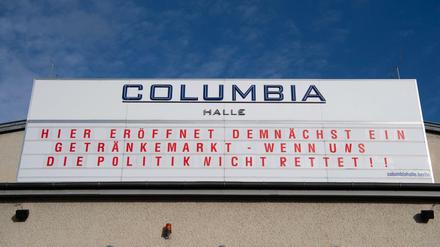 COLUMBIA
HALLE
HIER ERÖFFNET DEMNÄCHST EIN
GETRÄNKEMARKT - WENN UNS
DIE POLITIK NICHT RETTET!!
columbiahalle.berlin